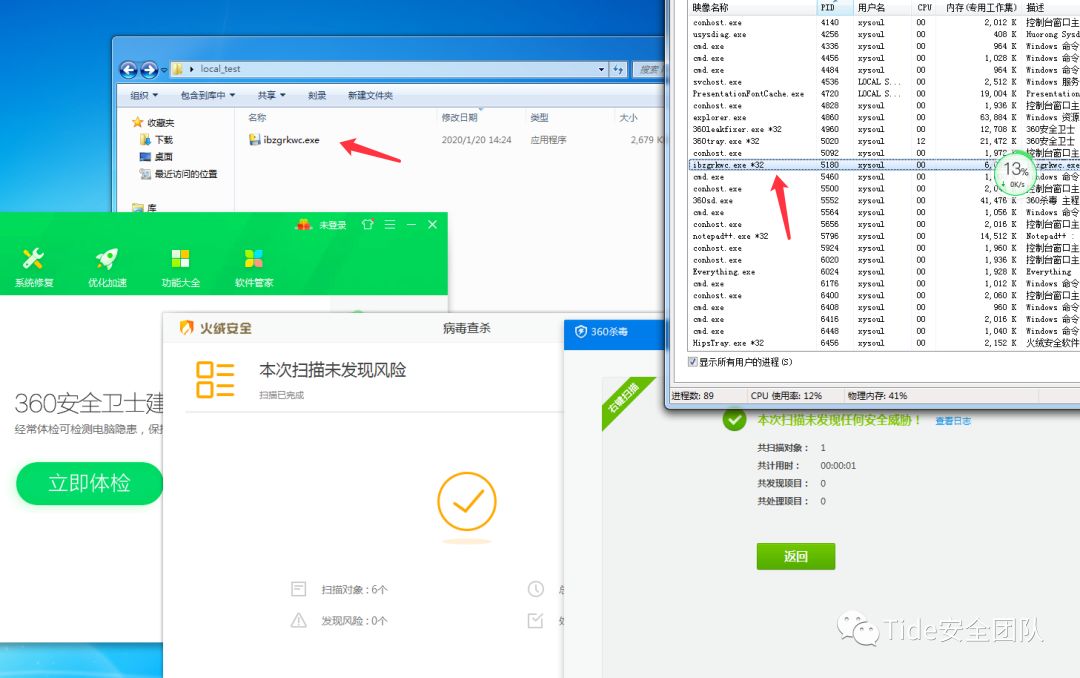 local_test
搜索
组织
包含到库中
共享
刻录
新建文件夹
收藏夹
下载
桌面
最近访问的位置
库
名称
修改日期
类型
大小
ibzgrkwc.exe
2020/1/20 14:24
应用程序
2,679 K
映像名称 PID 用户名 CPU 内存(专用工作集) 描述
conhost.exe 4140 xysoul 00 2,012 K 控制台窗口主
usysdiag.exe 4256 xysoul 00 408 K Huorong Sysd
cmd.exe 4336 xysoul 00 964 K Windows 命令
cmd.exe 4456 xysoul 00 1,028 K Windows 命令
cmd.exe 4484 xysoul 00 964 K Windows 命令
svchost.exe 4536 LOCAL S... 00 2,512 K Windows 服务
PresentationFontCache.exe 4720 LOCAL S... 00 19,004 K Presentation
conhost.exe 4828 xysoul 00 1,936 K 控制台窗口主
explorer.exe 4860 xysoul 00 63,884 K Windows 资源
360leakfixer.exe *32 4960 xysoul 00 12,708 K 360安全卫士
360tray.exe *32 5020 xysoul 12 21,472 K 360安全卫士
conhost.exe 5092 xysoul 00 1,972 控制台窗口主
ibzgrkwc.exe *32 5180 xysoul 00 6, zgrkwc.exe
cmd.exe 5460 xysoul 00 1, Windows 命令
conhost.exe 5500 xysoul 00 2,0 控制台窗口主
360sd.exe 5552 xysoul 00 41,476 K 360杀毒 主程
cmd.exe 5564 xysoul 00 1,056 K Windows 命令
conhost.exe 5656 xysoul 00 2,016 K 控制台窗口主
notepad++.exe *32 5796 xysoul 00 14,512 K Notepad++ :
conhost.exe 5924 xysoul 00 1,960 K 控制台窗口主
conhost.exe 6020 xysoul 00 1,936 K 控制台窗口主
Everything.exe 6024 xysoul 00 1,928 K Everything
cmd.exe 6176 xysoul 00 1,012 K Windows 命令
conhost.exe 6400 xysoul 00 2,060 K 控制台窗口主
cmd.exe 6408 xysoul 00 960 K Windows 命令
cmd.exe 6416 xysoul 00 2,016 K Windows 命令
cmd.exe 6448 xysoul 00 1,040 K Windows 命令
HipsTray.exe *32 6456 xysoul 00 2,152 K 火绒安全软件
13%
0K/s
显示所有用户的进程(S)
进程数: 89 CPU 使用率: 12% 物理内存: 41%
未登录
系统修复
优化加速
功能大全
软件管家
360安全卫士建
经常体检可检测电脑隐患，保
立即体检
火绒安全
病毒查杀
本次扫描未发现风险
扫描已完成
扫描对象 : 6个
发现风险 : 0个
360杀毒
右键扫描
本次扫描未发现任何安全威胁！ 查看日志
共扫描对象： 1
共计用时： 00:00:01
共发现项目： 0
共处理项目： 0
返回
Tide安全团队